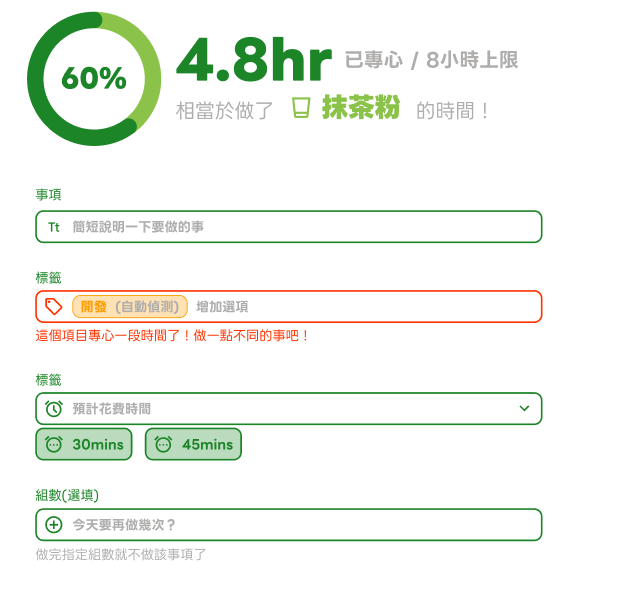 60%
4.8hr 已專心 / 8小時上限
相當於做了 抹茶粉 的時間！
事項
Tt 簡短說明一下要做的事
標籤
開發 (自動偵測) 增加選項
這個項目專心一段時間了！做一點不同的事吧！
標籤
預計花費時間
30mins 45mins
組數(選填)
今天要再做幾次？
做完指定組數就不做該事項了